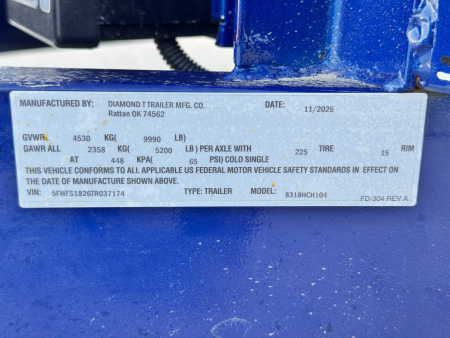 MANUFACTURED BY: DIAMOND T TRAILER MFG. CO. DATE: 11/2025
Rattan OK 74562
GVWR 4530 KG( 9990 LB)
GAWR ALL 2358 KG( 5200 LB ) PER AXLE WITH 225 TIRE 15 RIM
AT 448 KPA( 65 PSI) COLD SINGLE
THIS VEHICLE CONFORMS TO ALL APPLICABLE US FEDERAL MOTOR VEHICLE SAFETY STANDARDS IN EFFECT ON
THE DATE OF MANUFACTURE SHOWN ABOVE.
VIN: 5FWFS1826TR037174 TYPE: TRAILER MODEL: 8318HCH104
FD-304 REV A